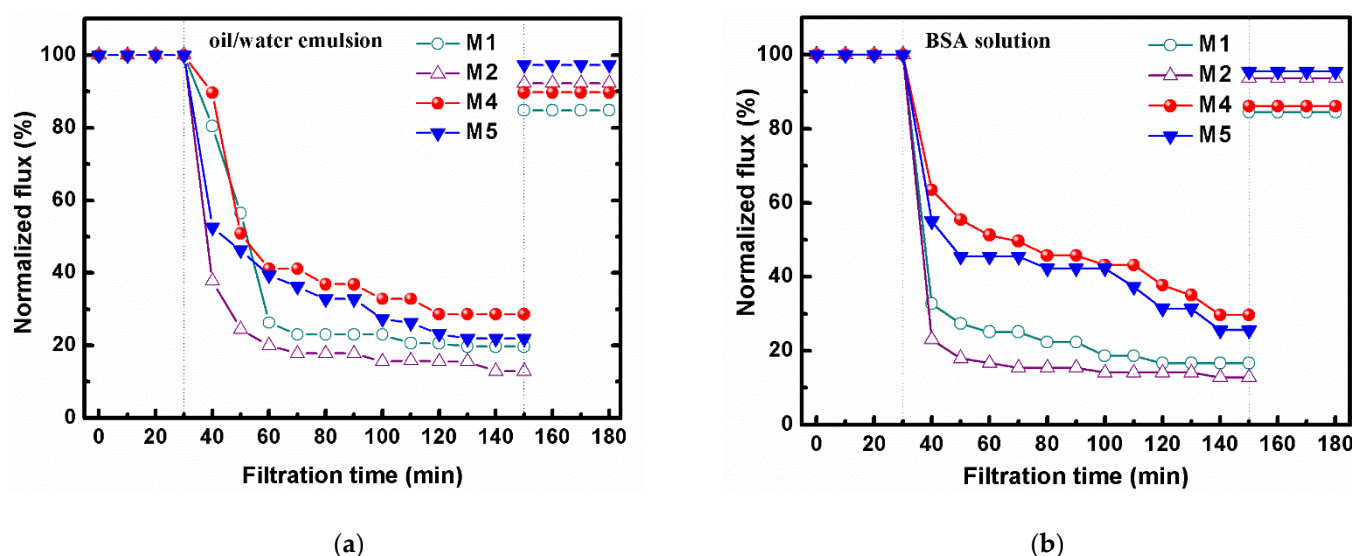 (a)
oil/water emulsion
M1
M2
M4
M5
Normalized flux (%)
100
80
60
40
20
0
0 20 40 60 80 100 120 140 160 180
Filtration time (min)
(b)
BSA solution
M1
M2
M4
M5
Normalized flux (%)
100
80
60
40
20
0
0 20 40 60 80 100 120 140 160 180
Filtration time (min)
(a)
(b)